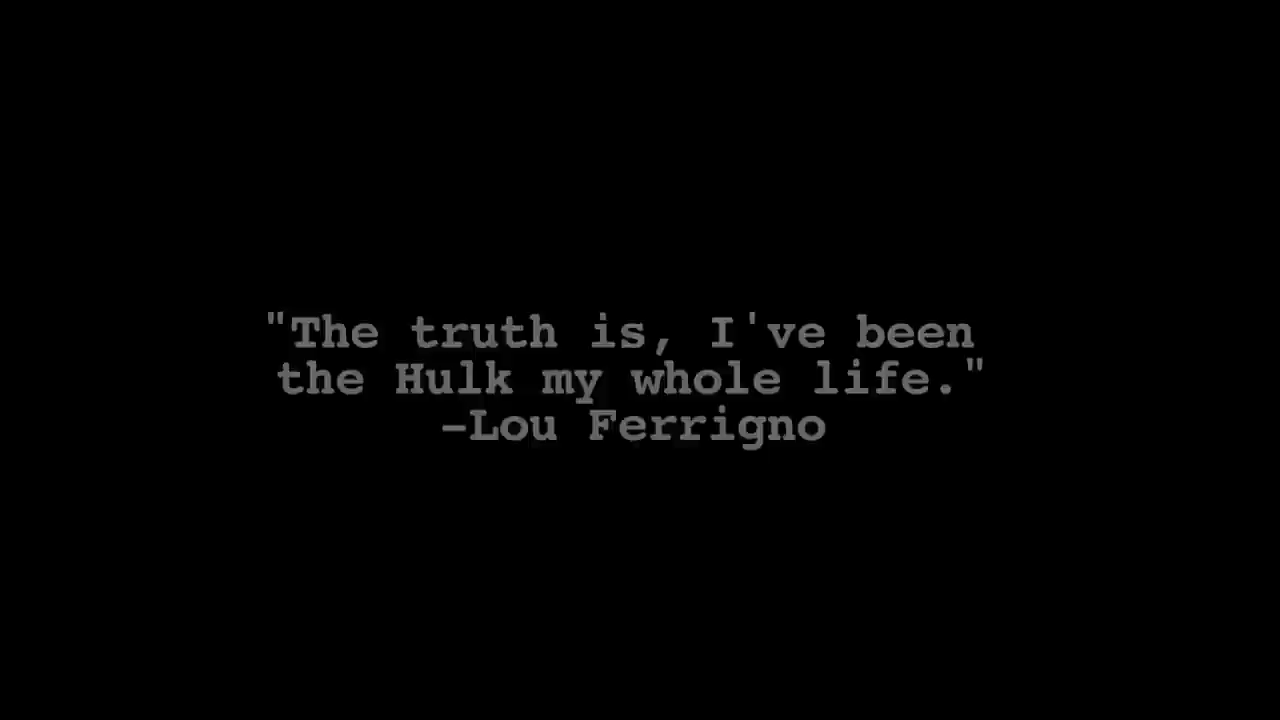 "The truth is, I've been
the Hulk my whole life."
-Lou Ferrigno